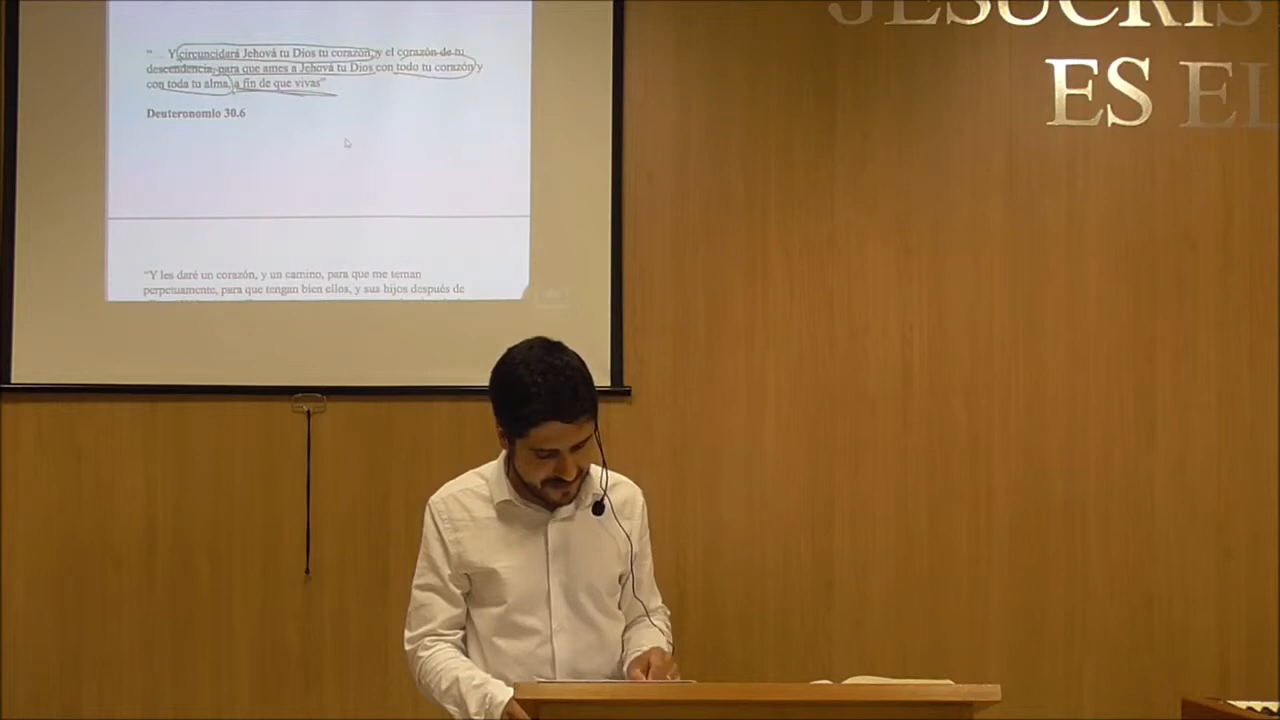 “ Y circuncidará Jehová tu Dios tu corazón, y el corazón de tu
descendencia, para que ames a Jehová tu Dios con todo tu corazón y
con toda tu alma, a fin de que vivas”
Deuteronomio 30.6
“Y les daré un corazón, y un camino, para que me teman
perpetuamente, para que tengan bien ellos, y sus hijos después de
JESUCRIS
ES EL